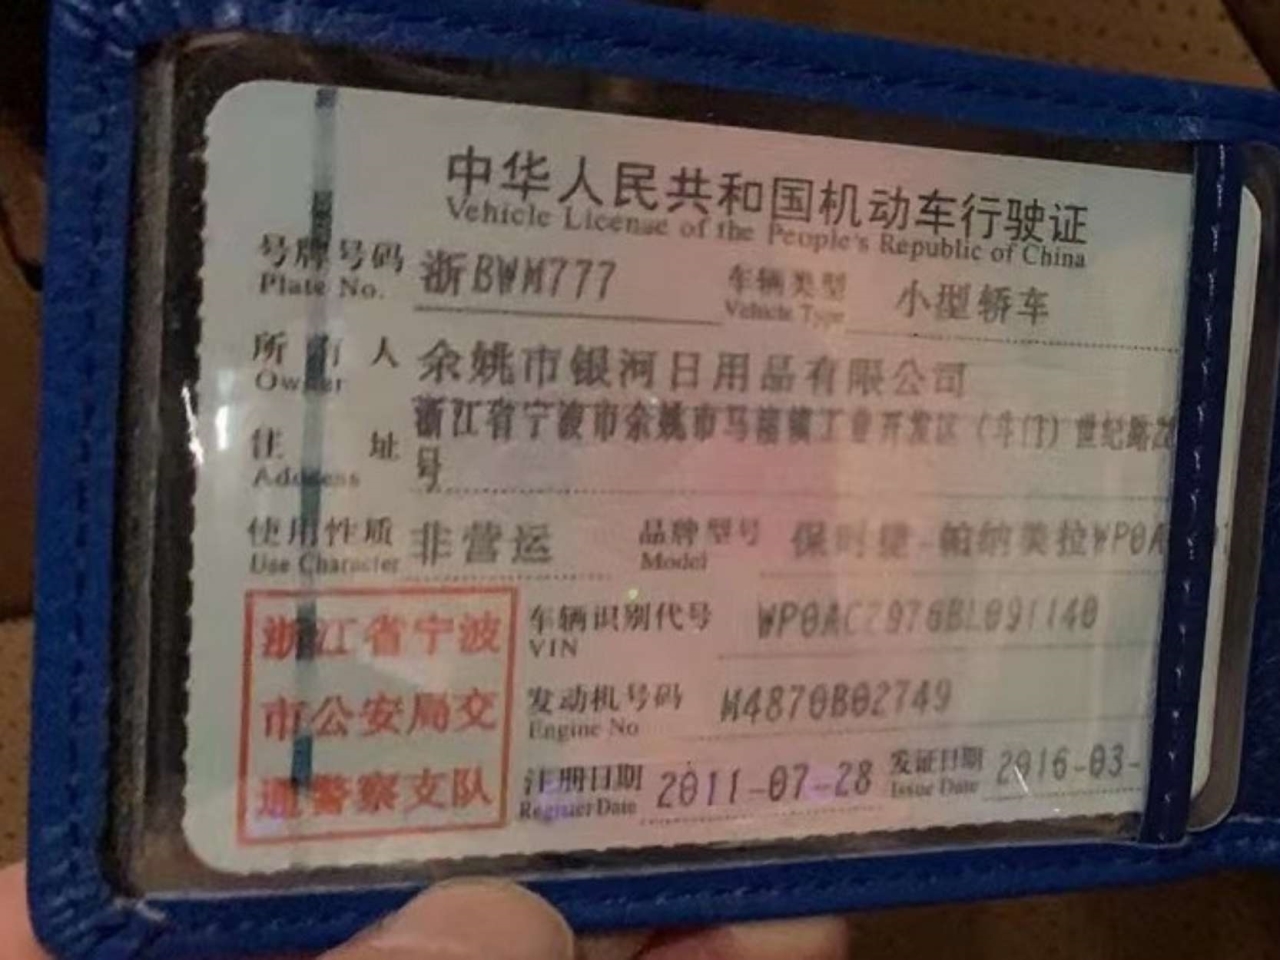 中华人民共和国机动车行驶证
Vehicle License of the People's Republic of China
号牌号码 浙BWM777 车辆类型 小型轿车
Plate No. Vehicle Type
所有人 余姚市银河日用品有限公司
Owner
住址 浙江省宁波市余姚市马渚镇工业开发区（斗门）世纪路
Address 号
使用性质 非营运 品牌型号 保时捷-帕纳美拉WP0A
Use Character Model
浙江省宁波
市公安局交
通警察支队
车辆识别代号
VIN
发动机号码 M4870B02749
Engine No
注册日期 2011-07-28 发证日期 2016-03-
Register Date Issue Date